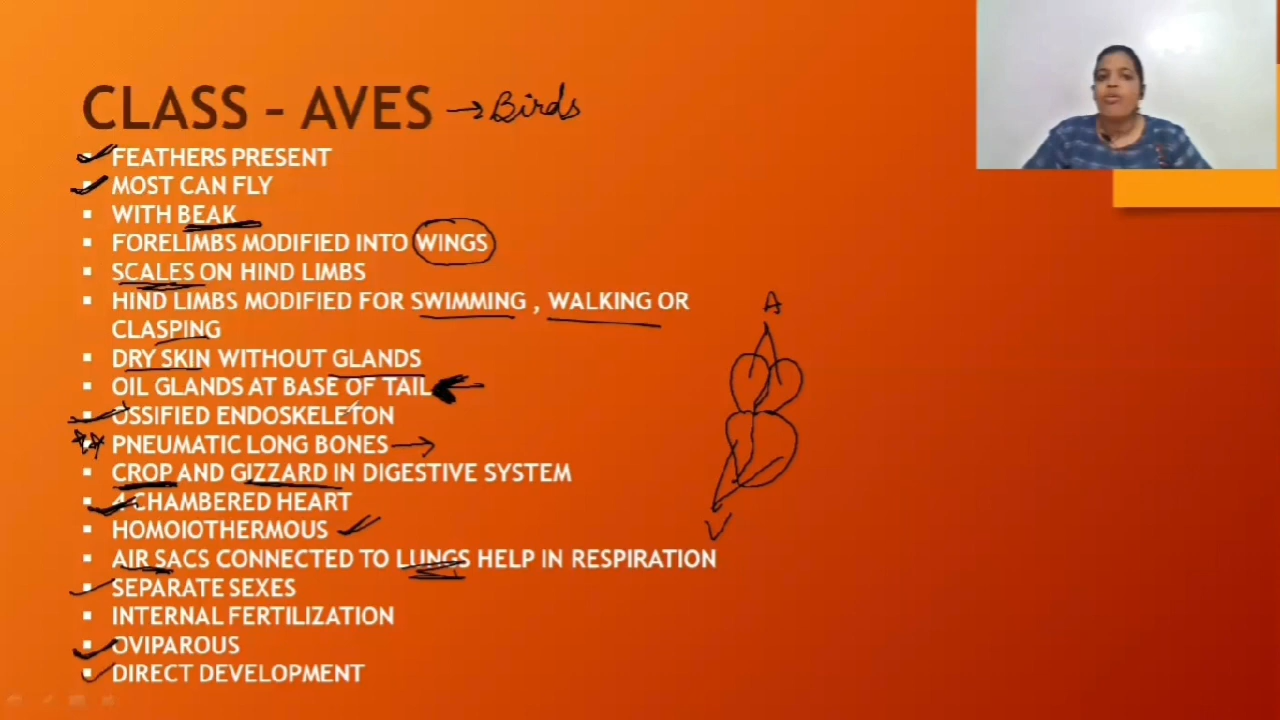 CLASS - AVES → Birds
FEATHERS PRESENT
MOST CAN FLY
WITH BEAK
FORELIMBS MODIFIED INTO WINGS
SCALES ON HIND LIMBS
HIND LIMBS MODIFIED FOR SWIMMING , WALKING OR
CLASPING
DRY SKIN WITHOUT GLANDS
OIL GLANDS AT BASE OF TAIL
OSSIFIED ENDOSKELETON
PNEUMATIC LONG BONES
CROP AND GIZZARD IN DIGESTIVE SYSTEM
4 CHAMBERED HEART
HOMOIOTHERMOUS
AIR SACS CONNECTED TO LUNGS HELP IN RESPIRATION
SEPARATE SEXES
INTERNAL FERTILIZATION
OVIPAROUS
DIRECT DEVELOPMENT
A
V